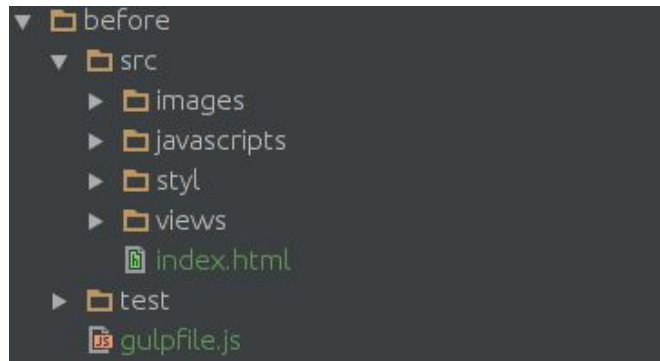 before
src
images
javascripts
styl
views
index.html
test
gulpfile.js